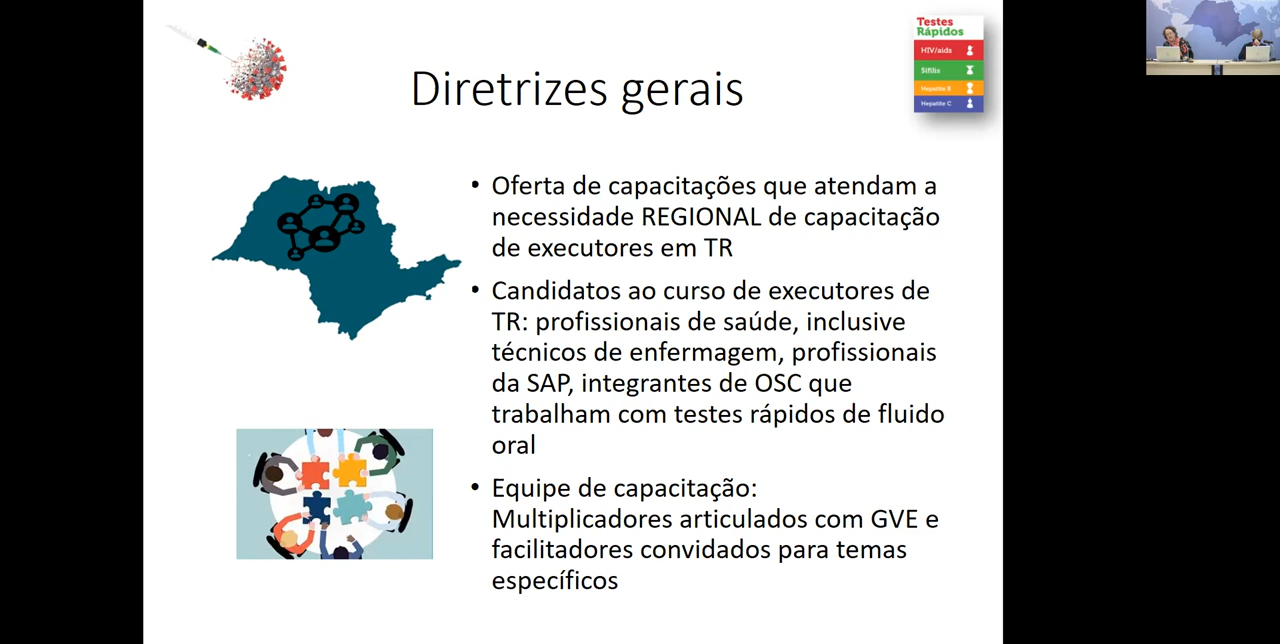 Testes
Rápidos
HIV/aids
Sífilis
Hepatite B
Hepatite C
Diretrizes gerais
• Oferta de capacitações que atendam a
necessidade REGIONAL de capacitação
de executores em TR
• Candidatos ao curso de executores de
TR: profissionais de saúde, inclusive
técnicos de enfermagem, profissionais
da SAP, integrantes de OSC que
trabalham com testes rápidos de fluido
oral
• Equipe de capacitação:
Multiplicadores articulados com GVE e
facilitadores convidados para temas
específicos